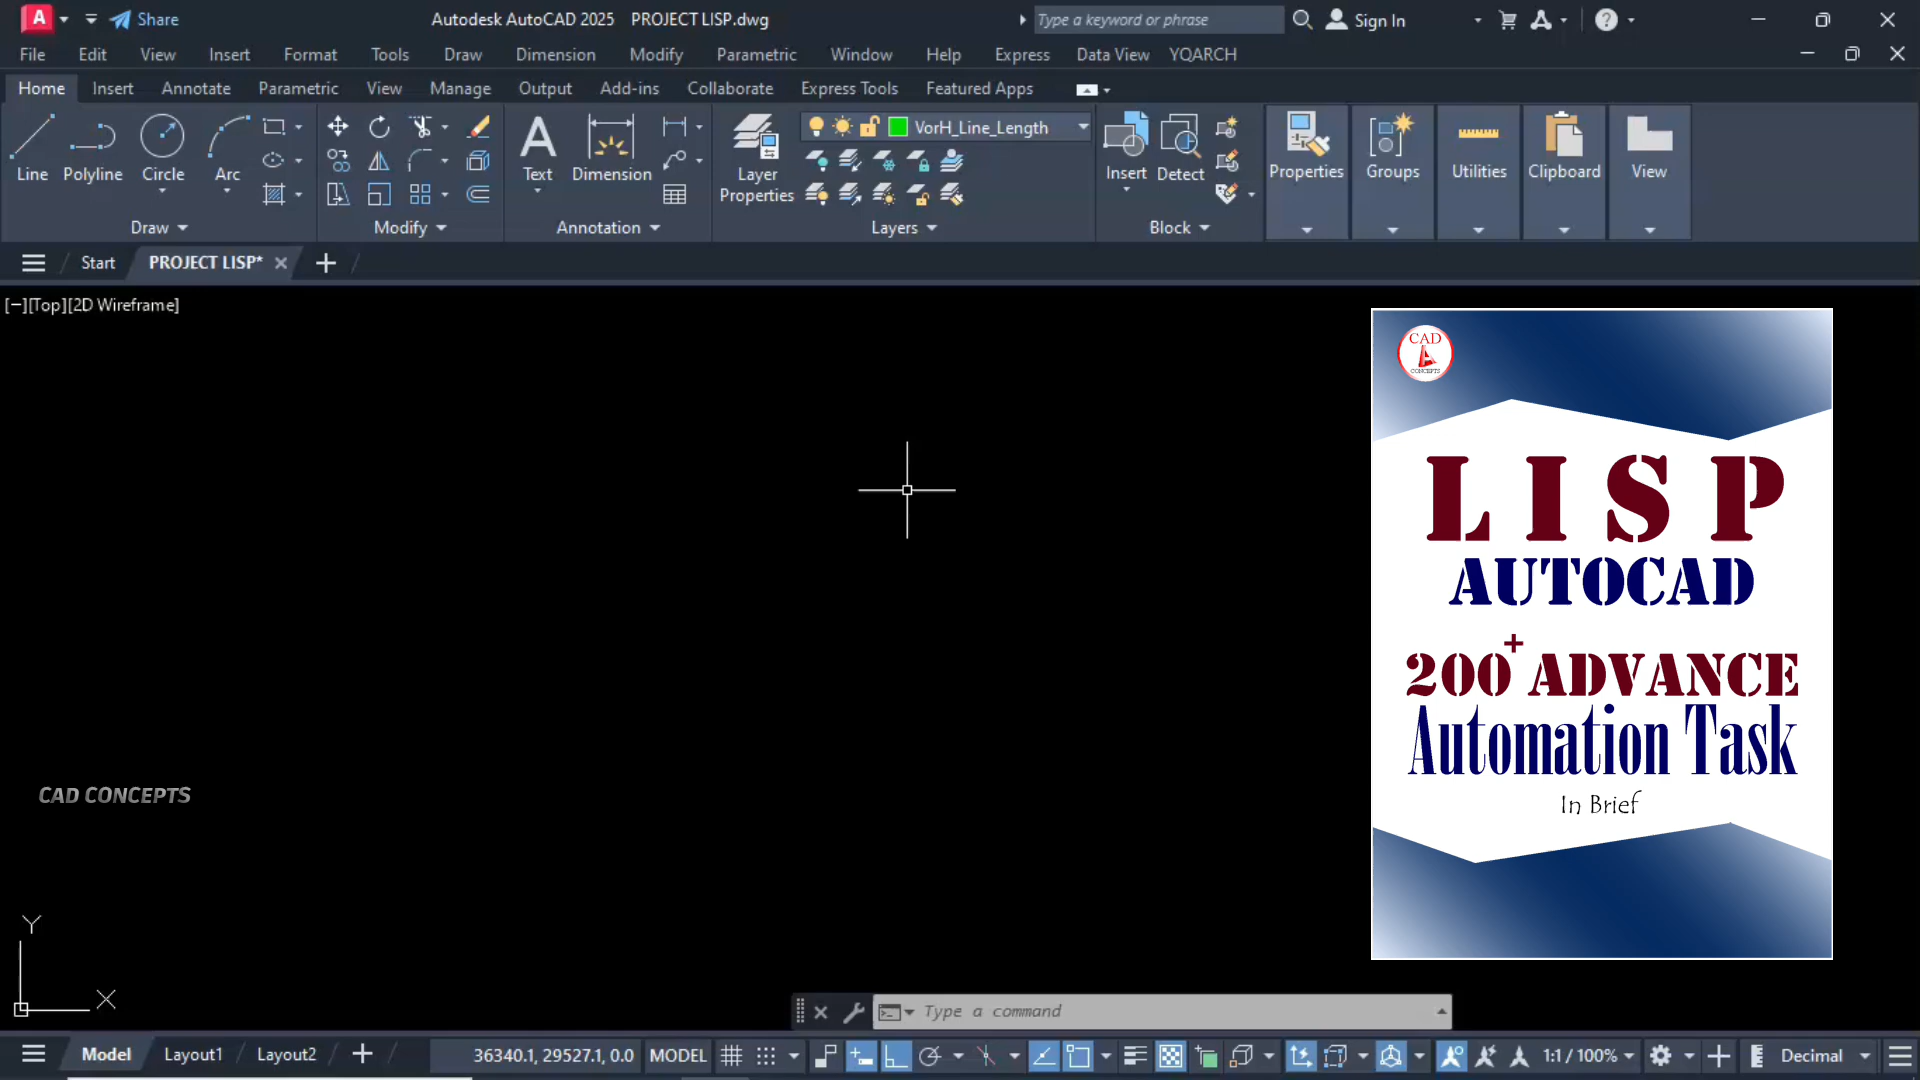 Share
Autodesk AutoCAD 2025 PROJECT LISP.dwg
Type a keyword or phrase
Sign In
File Edit View Insert Format Tools Draw Dimension Modify Parametric Window Help Express Data View YQARCH
Home Insert Annotate Parametric View Manage Output Add-ins Collaborate Express Tools Featured Apps
Line Polyline Circle Arc
Text Dimension
Layer Properties
VorH_Line_Length
Insert Detect
Properties Groups Utilities Clipboard View
Draw Modify Annotation Layers Block
Start PROJECT LISP*
[−][Top][2D Wireframe]
CAD
CONCEPTS
LISP
AUTOCAD
200+ ADVANCE
Automation Task
In Brief
CAD CONCEPTS
Y
X
Type a command
Model Layout1 Layout2
36340.1, 29527.1, 0.0 MODEL 1:1 / 100% Decimal